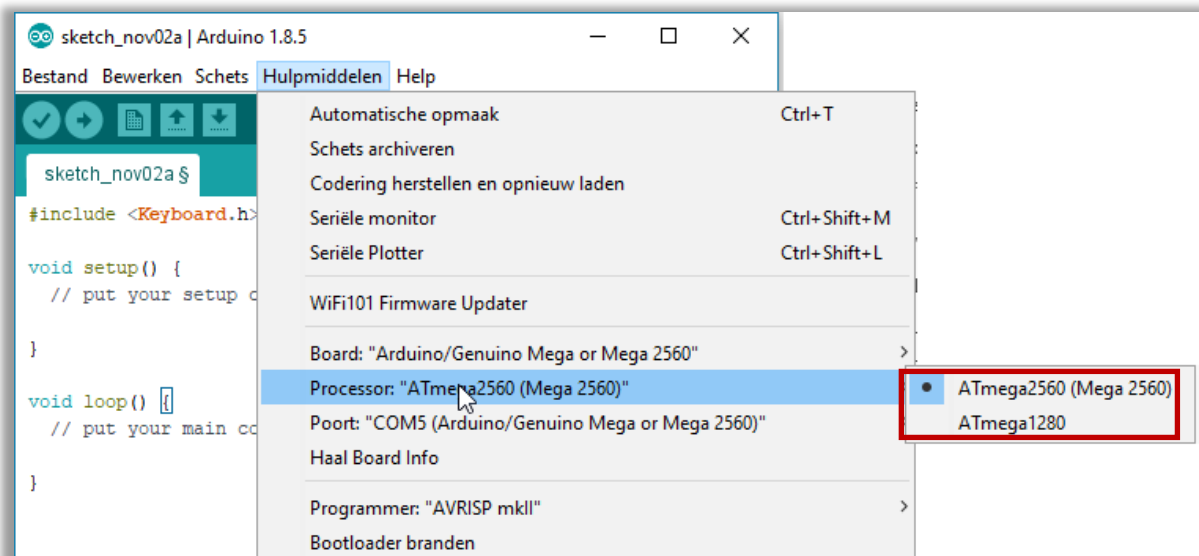 sketch_nov02a | Arduino 1.8.5
Bestand Bewerken Schets Hulpmiddelen Help
sketch_nov02a §
#include <Keyboard.h>
void setup() {
// put your setup c
}
void loop() {
// put your main co
}
Automatische opmaak Ctrl+T
Schets archiveren
Codering herstellen en opnieuw laden
Seriële monitor Ctrl+Shift+M
Seriële Plotter Ctrl+Shift+L
WiFi101 Firmware Updater
Board: "Arduino/Genuino Mega or Mega 2560"
Processor: "ATmega2560 (Mega 2560)"
Poort: "COM5 (Arduino/Genuino Mega or Mega 2560)"
Haal Board Info
Programmer: "AVRISP mkII"
Bootloader branden
ATmega2560 (Mega 2560)
ATmega1280